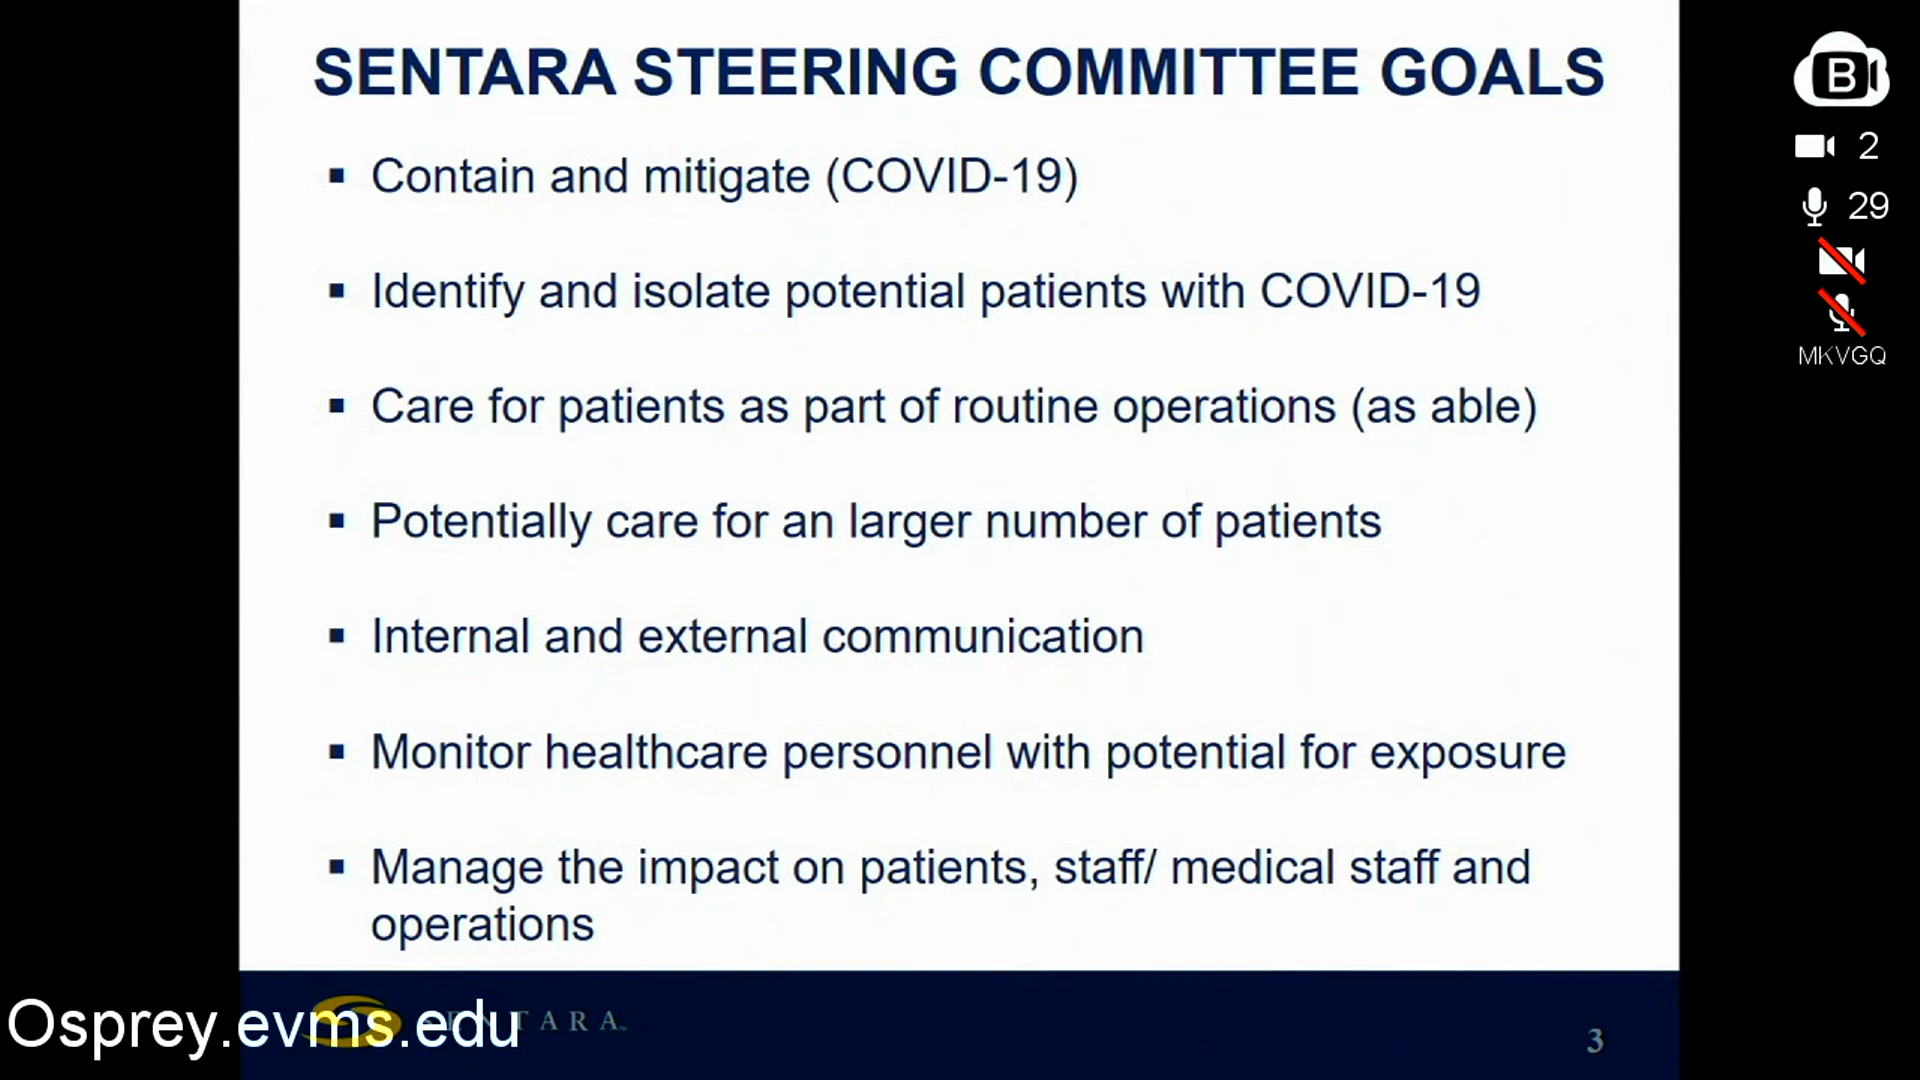 SENTARA STEERING COMMITTEE GOALS
▪ Contain and mitigate (COVID-19)
▪ Identify and isolate potential patients with COVID-19
▪ Care for patients as part of routine operations (as able)
▪ Potentially care for an larger number of patients
▪ Internal and external communication
▪ Monitor healthcare personnel with potential for exposure
▪ Manage the impact on patients, staff/ medical staff and
operations
Osprey.evms.edu
SENTARA
3
B
2
29
MKVGQ